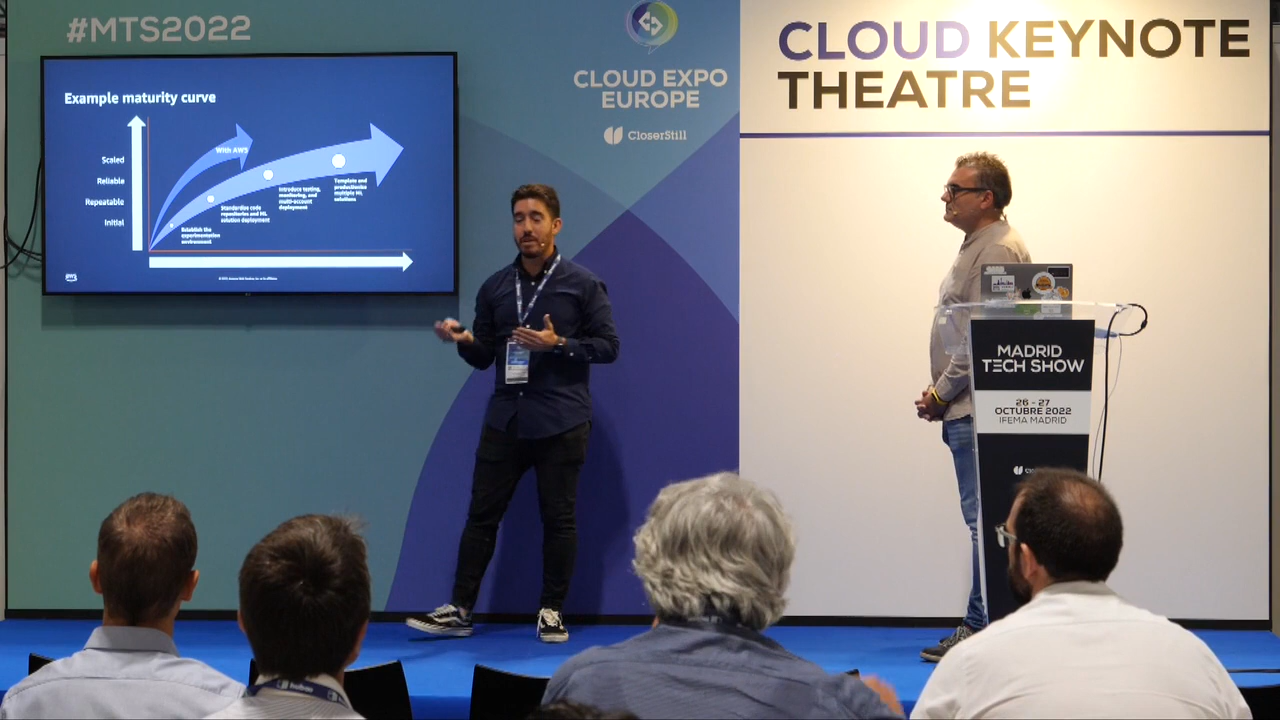 #MTS2022
Example maturity curve
Scaled
Reliable
Repeatable
Initial
With AWS
Establish the
experimentation
environment
Standardize code
repositories and ML
solution deployment
Introduce testing,
monitoring, and
multi-account
deployment
Template and
productionize
multiple ML
solutions
aws
CLOUD EXPO
EUROPE
CloserStill
CLOUD KEYNOTE
THEATRE
MADRID
TECH SHOW
26 - 27
OCTUBRE 2022
IFEMA MADRID